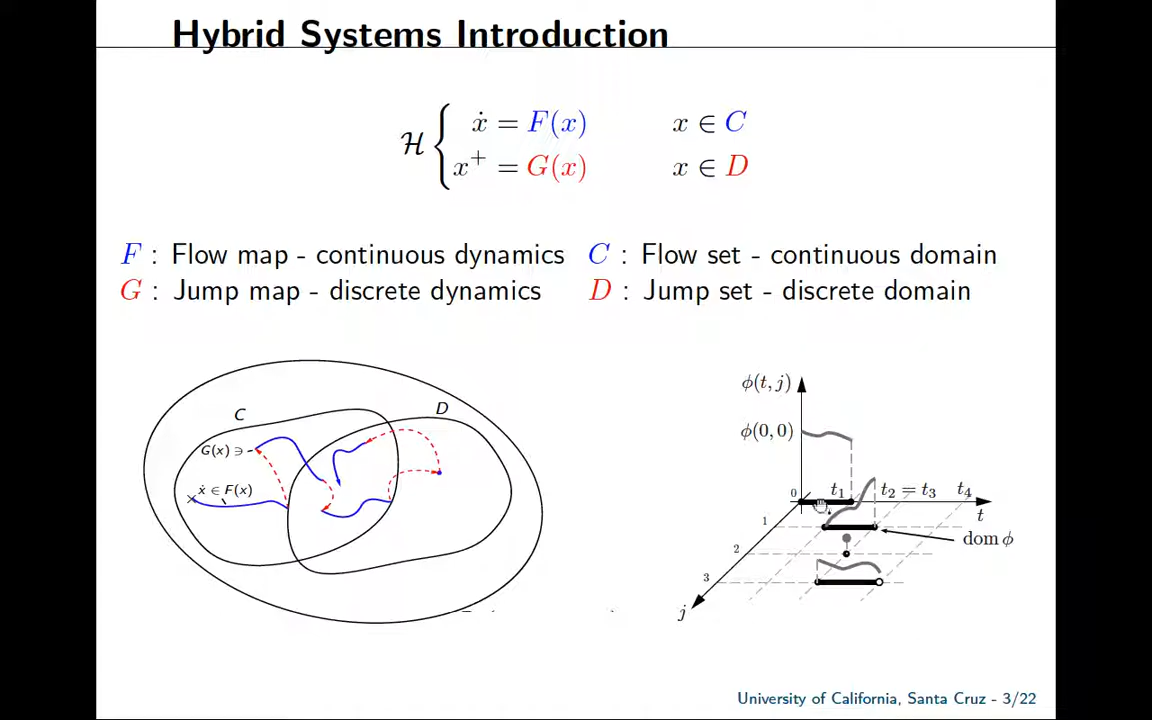 Hybrid Systems Introduction
ẋ = F(x) x ∈ C
ℋ {
x⁺ = G(x) x ∈ D
F : Flow map - continuous dynamics C : Flow set - continuous domain
G : Jump map - discrete dynamics D : Jump set - discrete domain
C
D
G(x) ∋
ẋ ∈ F(x)
ϕ(t, j)
ϕ(0, 0)
0 t₁ t₂ = t₃ t₄
t
1
dom ϕ
2
3
j
University of California, Santa Cruz - 3/22